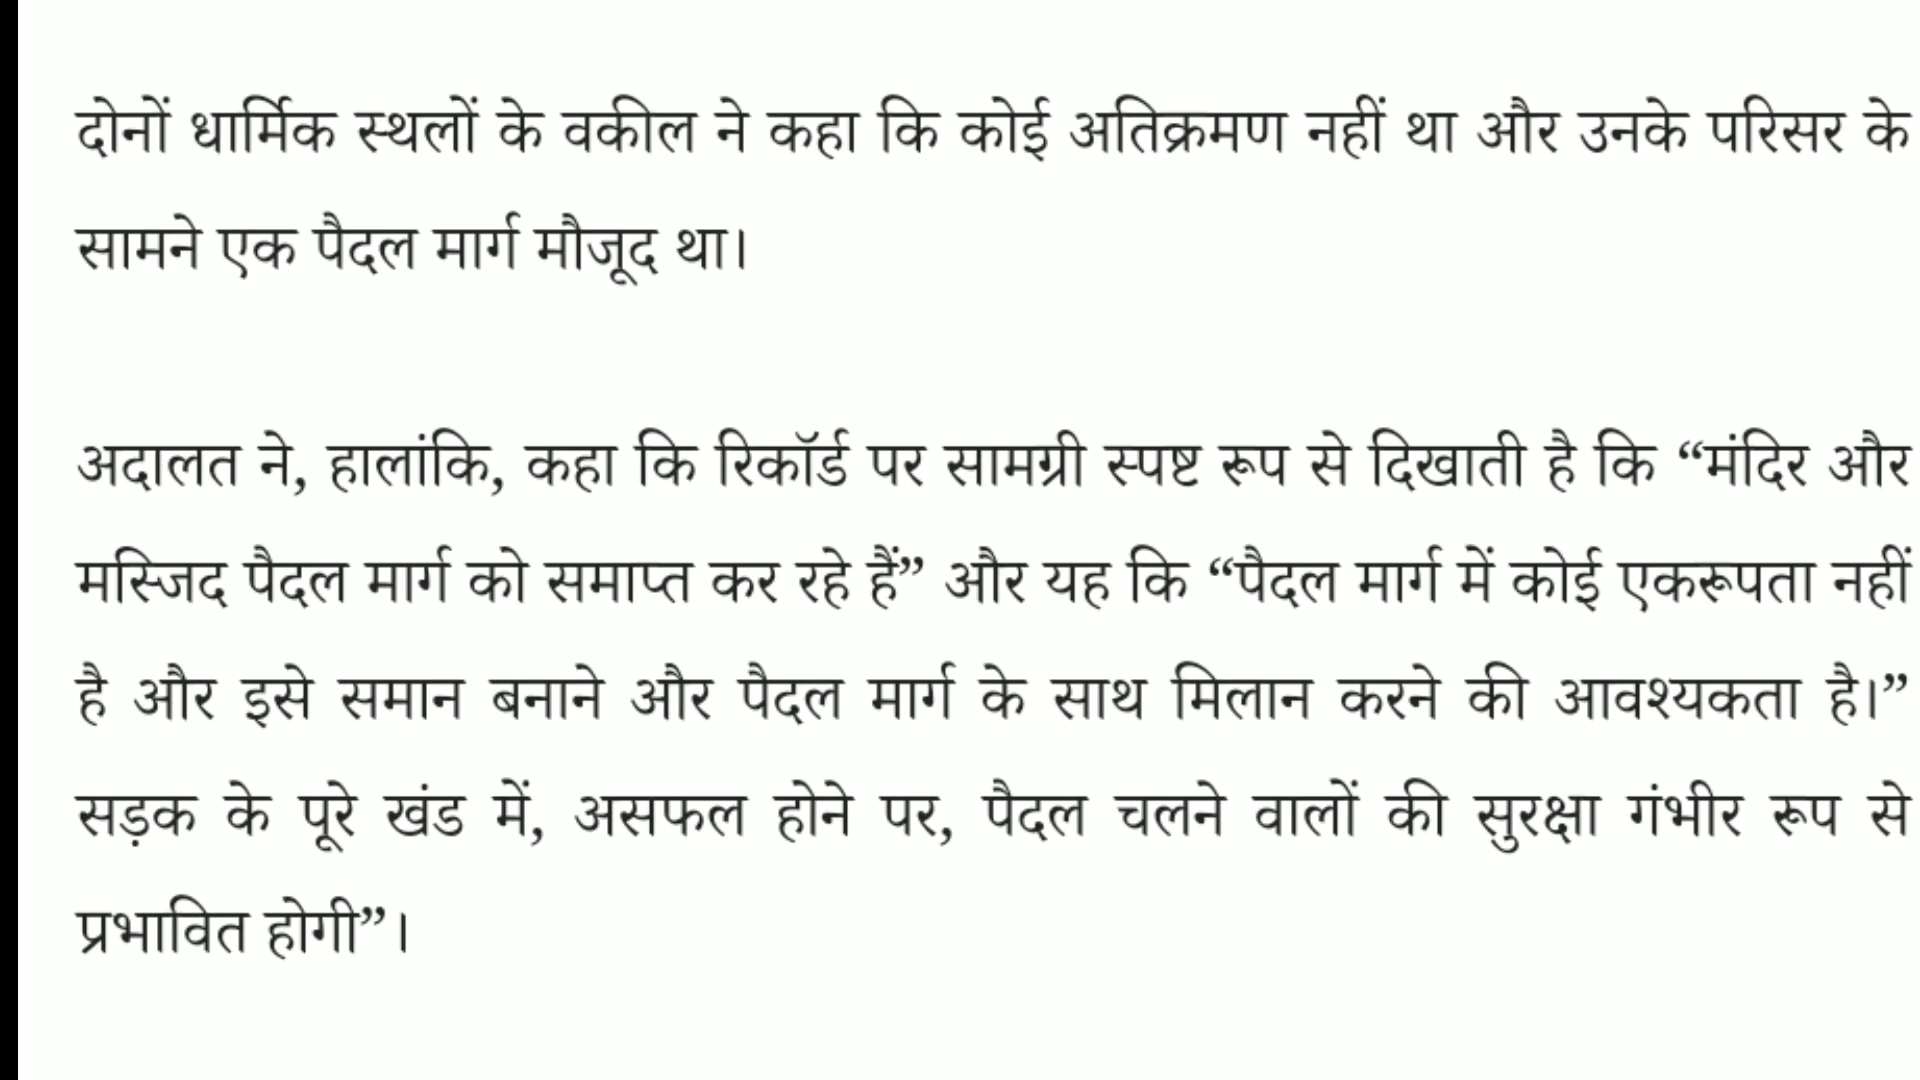 दोनों धार्मिक स्थलों के वकील ने कहा कि कोई अतिक्रमण नहीं था और उनके परिसर के
सामने एक पैदल मार्ग मौजूद था।
अदालत ने, हालांकि, कहा कि रिकॉर्ड पर सामग्री स्पष्ट रूप से दिखाती है कि “मंदिर और
मस्जिद पैदल मार्ग को समाप्त कर रहे हैं” और यह कि “पैदल मार्ग में कोई एकरूपता नहीं
है और इसे समान बनाने और पैदल मार्ग के साथ मिलान करने की आवश्यकता है।”
सड़क के पूरे खंड में, असफल होने पर, पैदल चलने वालों की सुरक्षा गंभीर रूप से
प्रभावित होगी”।